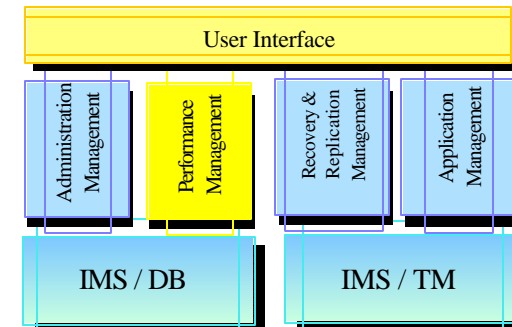 User Interface
Administration
Management
Performance
Management
Recovery &
Replication
Management
Application
Management
IMS / DB
IMS / TM